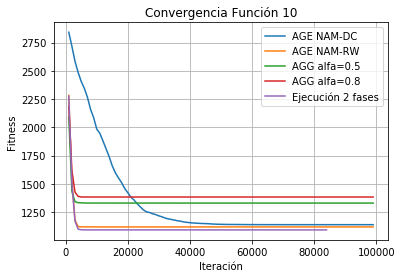 Convergencia Función 10
AGE NAM-DC
AGE NAM-RW
AGG alfa=0.5
AGG alfa=0.8
Ejecución 2 fases
Fitness
2750
2500
2250
2000
1750
1500
1250
0 20000 40000 60000 80000 100000
Iteración